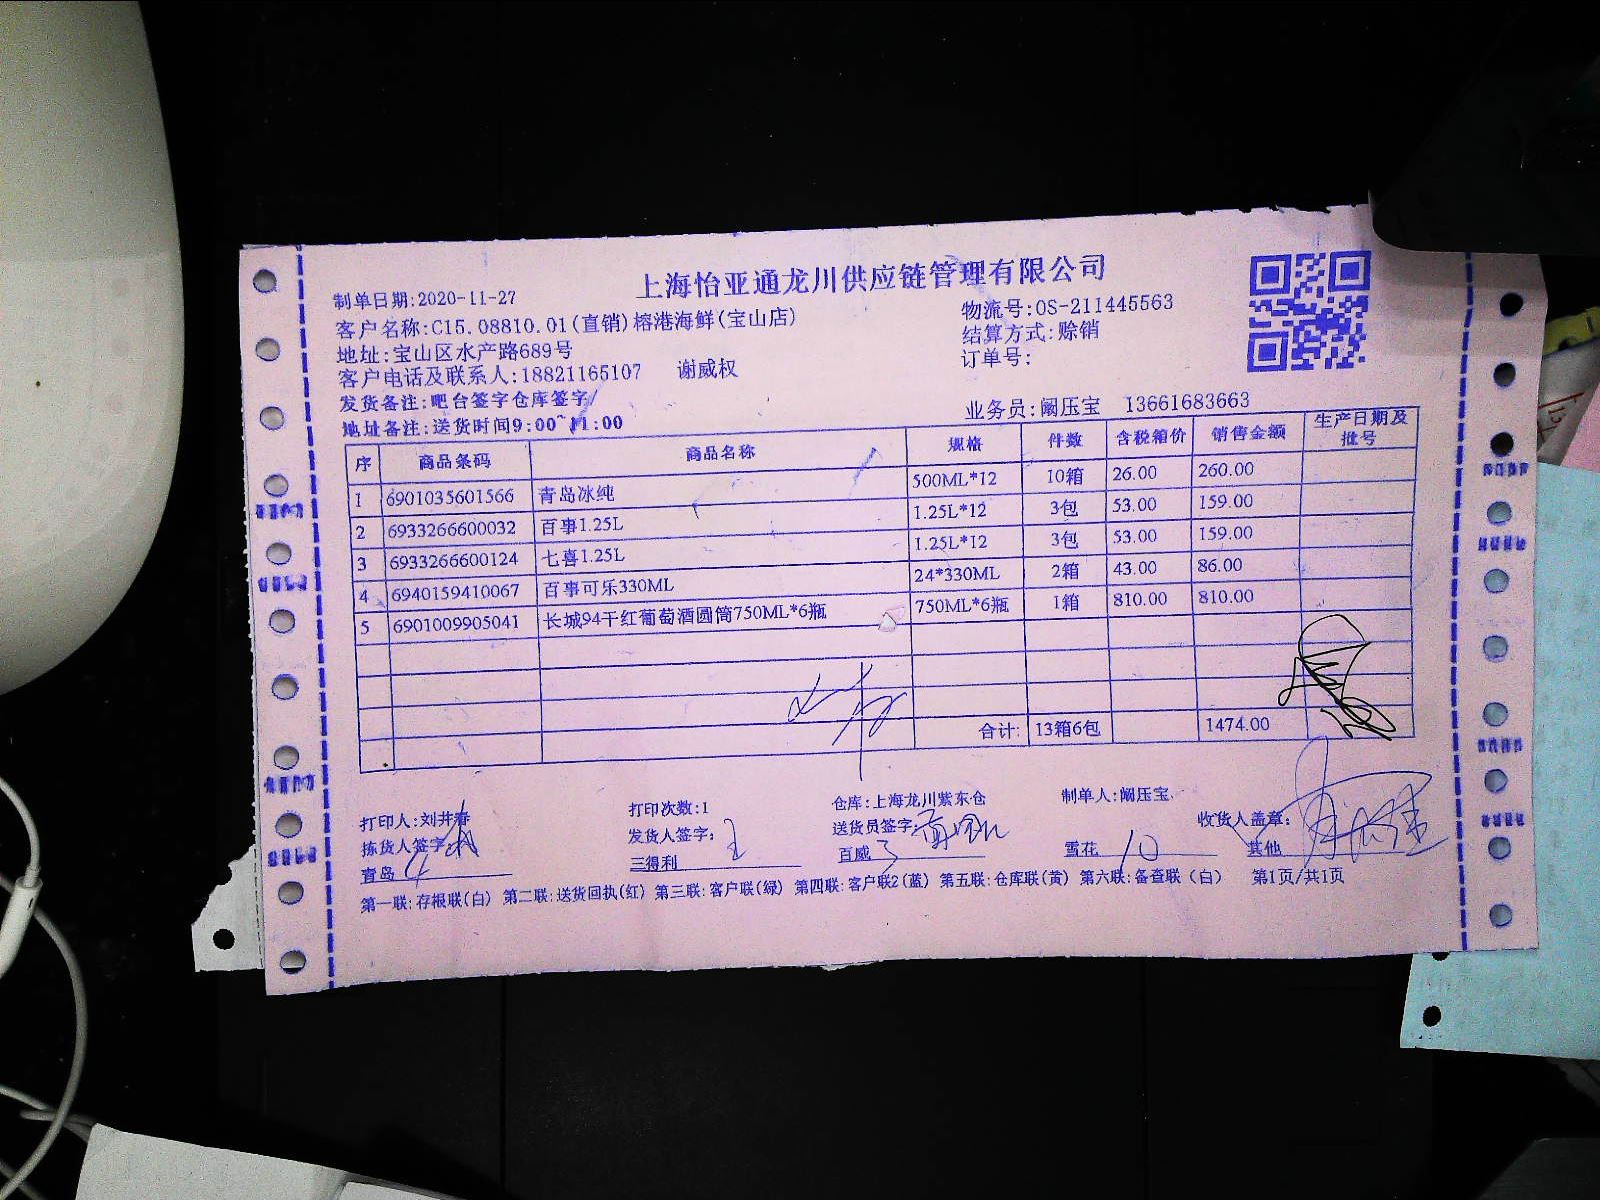 上海怡亚通龙川供应链管理有限公司
制单日期:2020-11-27
物流号:OS-211445563
客户名称:C15.08810.01(直销)榕港海鲜(宝山店)
结算方式:赊销
地址:宝山区水产路689号
订单号:
客户电话及联系人:18821165107 谢威权
发货备注:吧台签字仓库签字/
业务员:阚压宝 13661683663
地址备注:送货时间9:00~11:00
序 商品条码 商品名称 规格 件数 含税箱价 销售金额 生产日期及批号
1 6901035601566 青岛冰纯 500ML*12 10箱 26.00 260.00
2 6933266600032 百事1.25L 1.25L*12 3包 53.00 159.00
3 6933266600124 七喜1.25L 1.25L*12 3包 53.00 159.00
4 6940159410067 百事可乐330ML 24*330ML 2箱 43.00 86.00
5 6901009905041 长城94干红葡萄酒圆筒750ML*6瓶 750ML*6瓶 1箱 810.00 810.00
合计: 13箱6包 1474.00
打印人:刘井春 打印次数:1 仓库:上海龙川紫东仓 制单人:阚压宝 收货人盖章:
拣货人签字: 发货人签字: 送货员签字:
青岛 三得利 百威 3 雪花 10 其他
第一联:存根联(白) 第二联:送货回执(红) 第三联:客户联(绿) 第四联:客户联2(蓝) 第五联:仓库联(黄) 第六联:备查联(白) 第1页/共1页